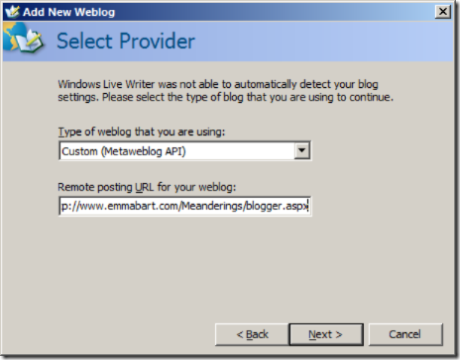 Add New Weblog
Select Provider
Windows Live Writer was not able to automatically detect your blog
settings. Please select the type of blog that you are using to continue.
Type of weblog that you are using:
Custom (Metaweblog API)
Remote posting URL for your weblog:
p://www.emmabart.com/Meanderings/blogger.aspx
< Back
Next >
Cancel